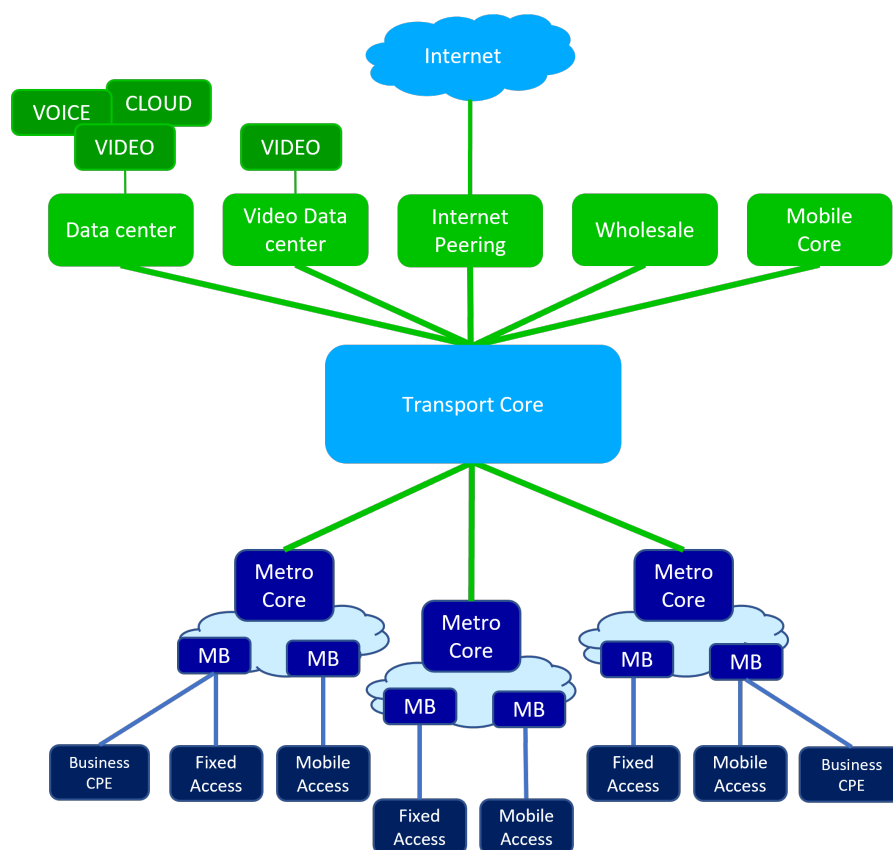 Internet
CLOUD
VOICE
VIDEO
VIDEO
Data center
Video Data
center
Internet
Peering
Wholesale
Mobile
Core
Transport Core
Metro
Core
Metro
Core
Metro
Core
MB
MB
MB
MB
MB
MB
Business
CPE
Fixed
Access
Mobile
Access
Fixed
Access
Mobile
Access
Fixed
Access
Mobile
Access
Business
CPE